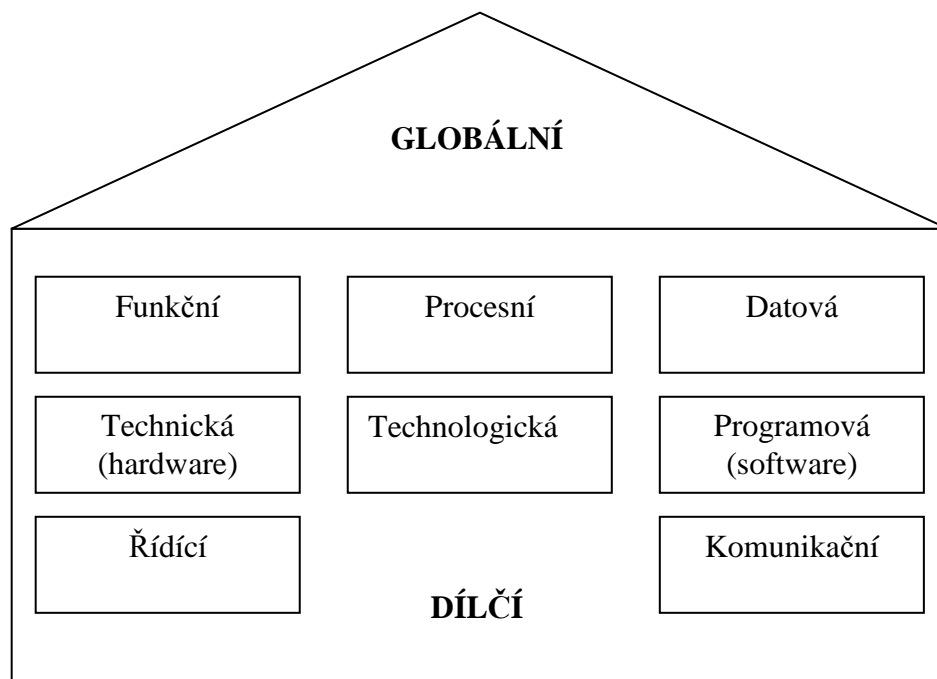 GLOBÁLNÍ
Funkční
Procesní
Datová
Technická
(hardware)
Technologická
Programová
(software)
Řídící
Komunikační
DÍLČÍ